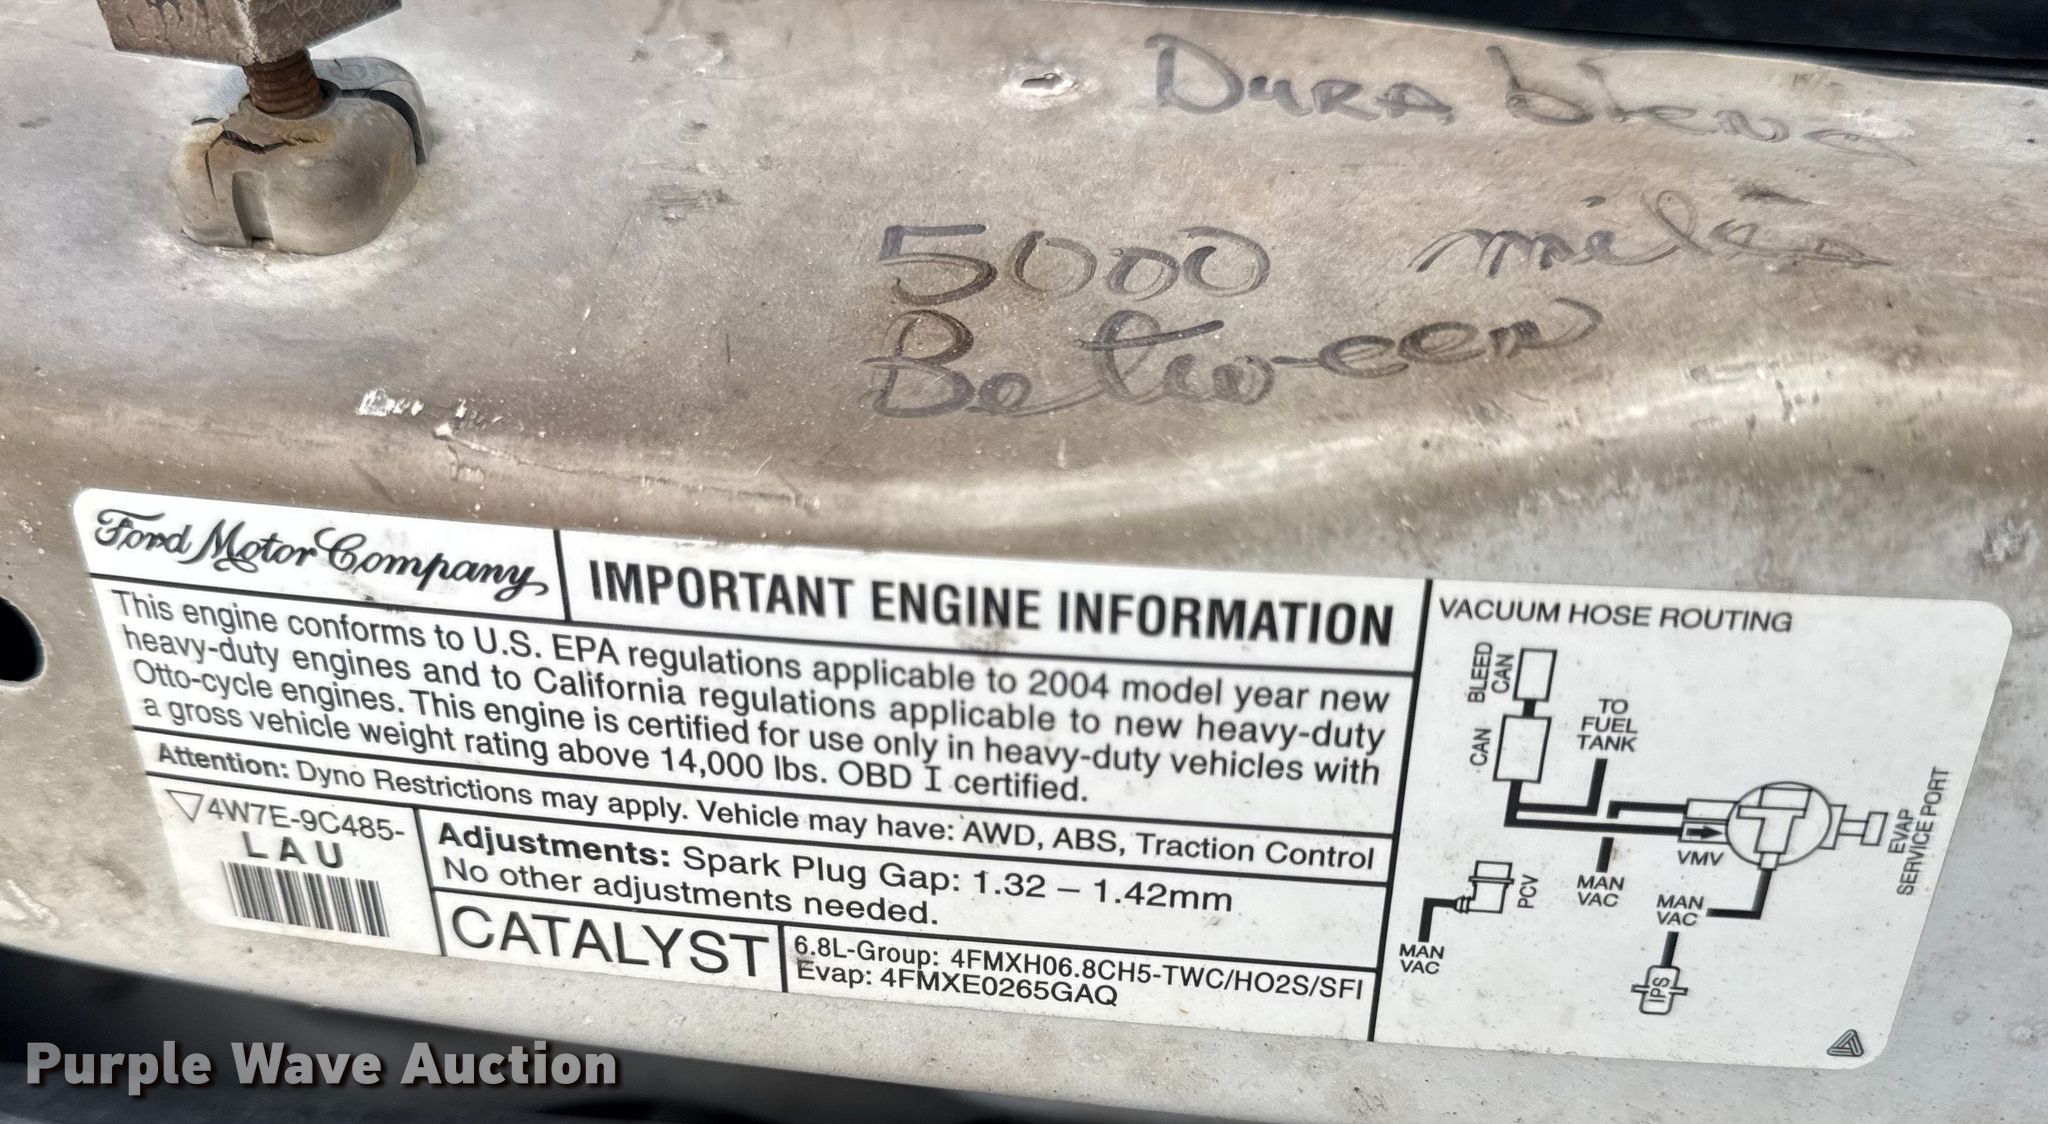 DURA blend
5000 miles
Between
Ford Motor Company
IMPORTANT ENGINE INFORMATION
This engine conforms to U.S. EPA regulations applicable to 2004 model year new
heavy-duty engines and to California regulations applicable to new heavy-duty
Otto-cycle engines. This engine is certified for use only in heavy-duty vehicles with
a gross vehicle weight rating above 14,000 lbs. OBD I certified.
Attention: Dyno Restrictions may apply. Vehicle may have: AWD, ABS, Traction Control
4W7E-9C485-
LAU
Adjustments: Spark Plug Gap: 1.32 – 1.42mm
No other adjustments needed.
CATALYST
6.8L-Group: 4FMXH06.8CH5-TWC/HO2S/SFI
Evap: 4FMXE0265GAQ
VACUUM HOSE ROUTING
BLEED
CAN
CAN
TO
FUEL
TANK
VMV
EVAP
SERVICE PORT
PCV
MAN
VAC
MAN
VAC
MAN
VAC
IPS
Purple Wave Auction